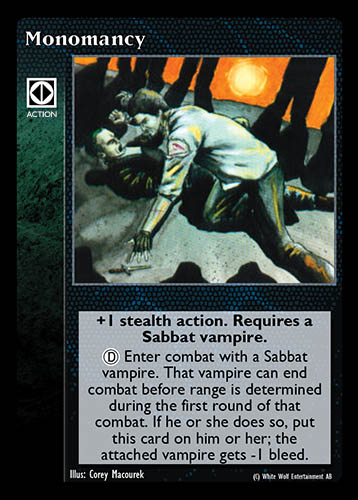 Monomancy
ACTION
+1 stealth action. Requires a
Sabbat vampire.
Ⓓ Enter combat with a Sabbat
vampire. That vampire can end
combat before range is determined
during the first round of that
combat. If he or she does so, put
this card on him or her; the
attached vampire gets -1 bleed.
Illus: Corey Macourek
(C) White Wolf Entertainment AB